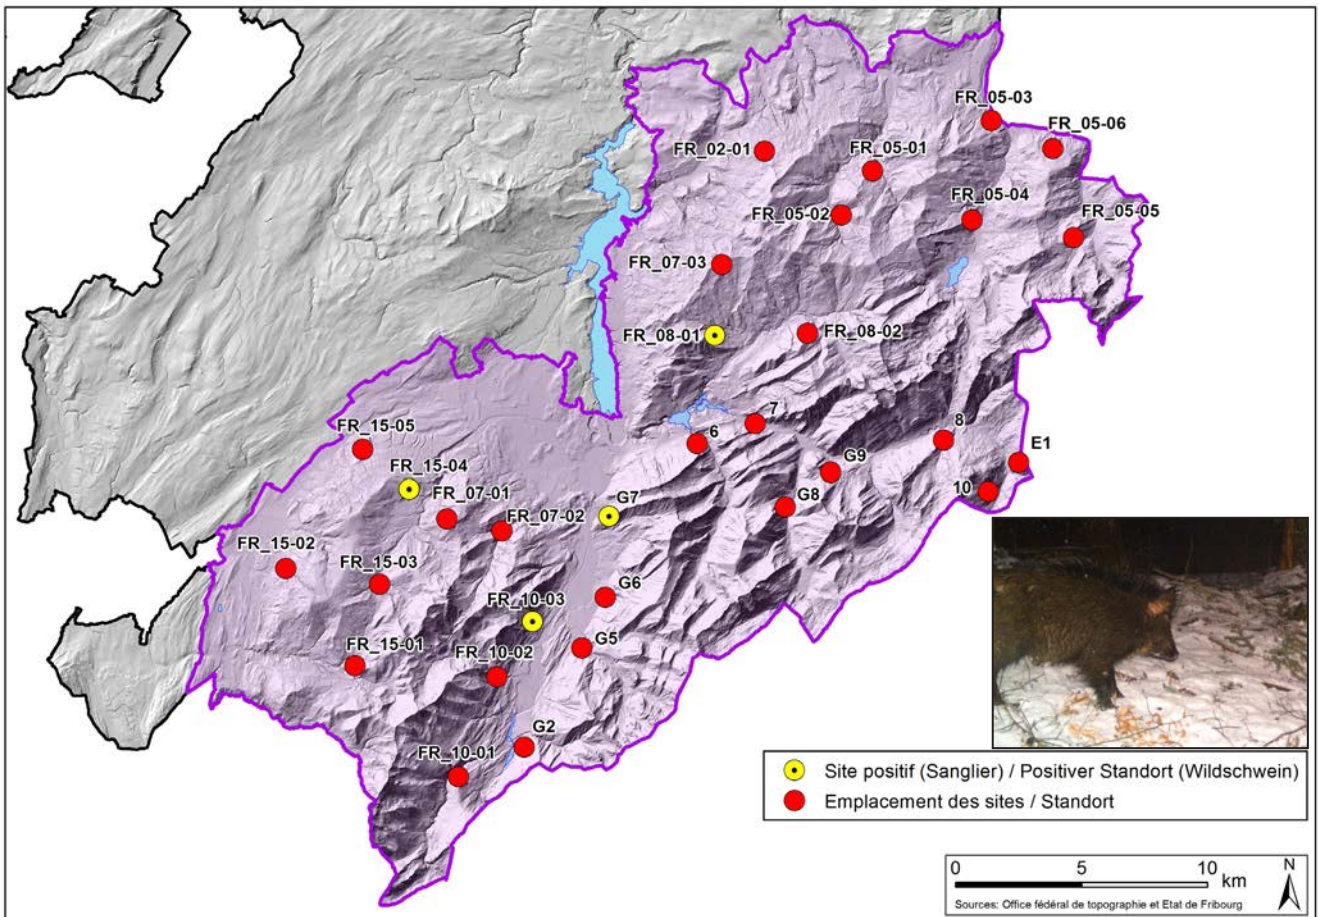 FR_05-03
FR_05-06
FR_02-01
FR_05-01
FR_05-02
FR_05-04
FR_05-05
FR_07-03
FR_08-01
FR_08-02
7
6
8
G9
E1
FR_15-05
FR_15-04
FR_07-01
G7
G8
10
FR_07-02
FR_15-02
FR_15-03
G6
FR_10-03
G5
FR_15-01
FR_10-02
G2
FR_10-01
Site positif (Sanglier) / Positiver Standort (Wildschwein)
Emplacement des sites / Standort
0 5 10
km
N
Sources: Office fédéral de topographie et Etat de Fribourg